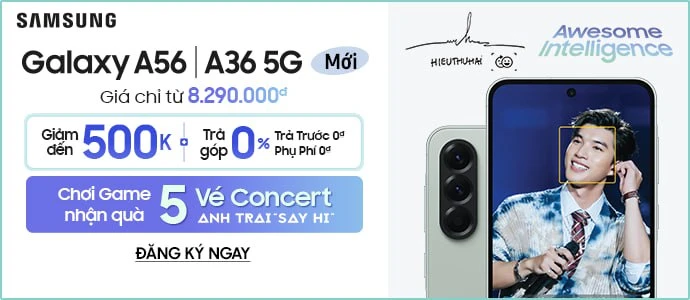 SAMSUNG
Galaxy A56 | A36 5G Mới
Giá chỉ từ 8.290.000đ
Giảm đến 500K
Trả góp 0% Trả Trước 0đ
Phụ Phí 0đ
Chơi Game nhận quà 5 Vé Concert
ANH TRAI "SAY HI"
ĐĂNG KÝ NGAY
HIEUTHUHAI
Awesome
Intelligence